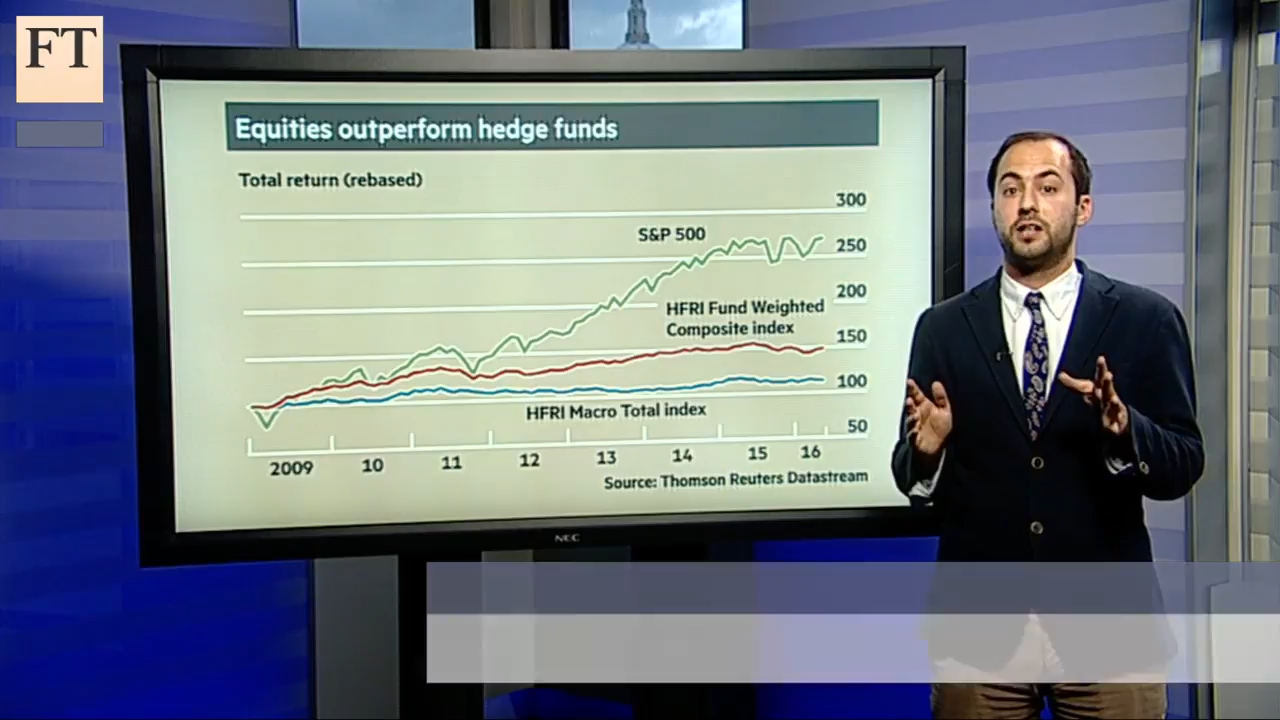 FT
Equities outperform hedge funds
Total return (rebased)
300
S&P 500
250
200
HFRI Fund Weighted
Composite index
150
100
HFRI Macro Total index
50
2009 10 11 12 13 14 15 16
Source: Thomson Reuters Datastream
NEC